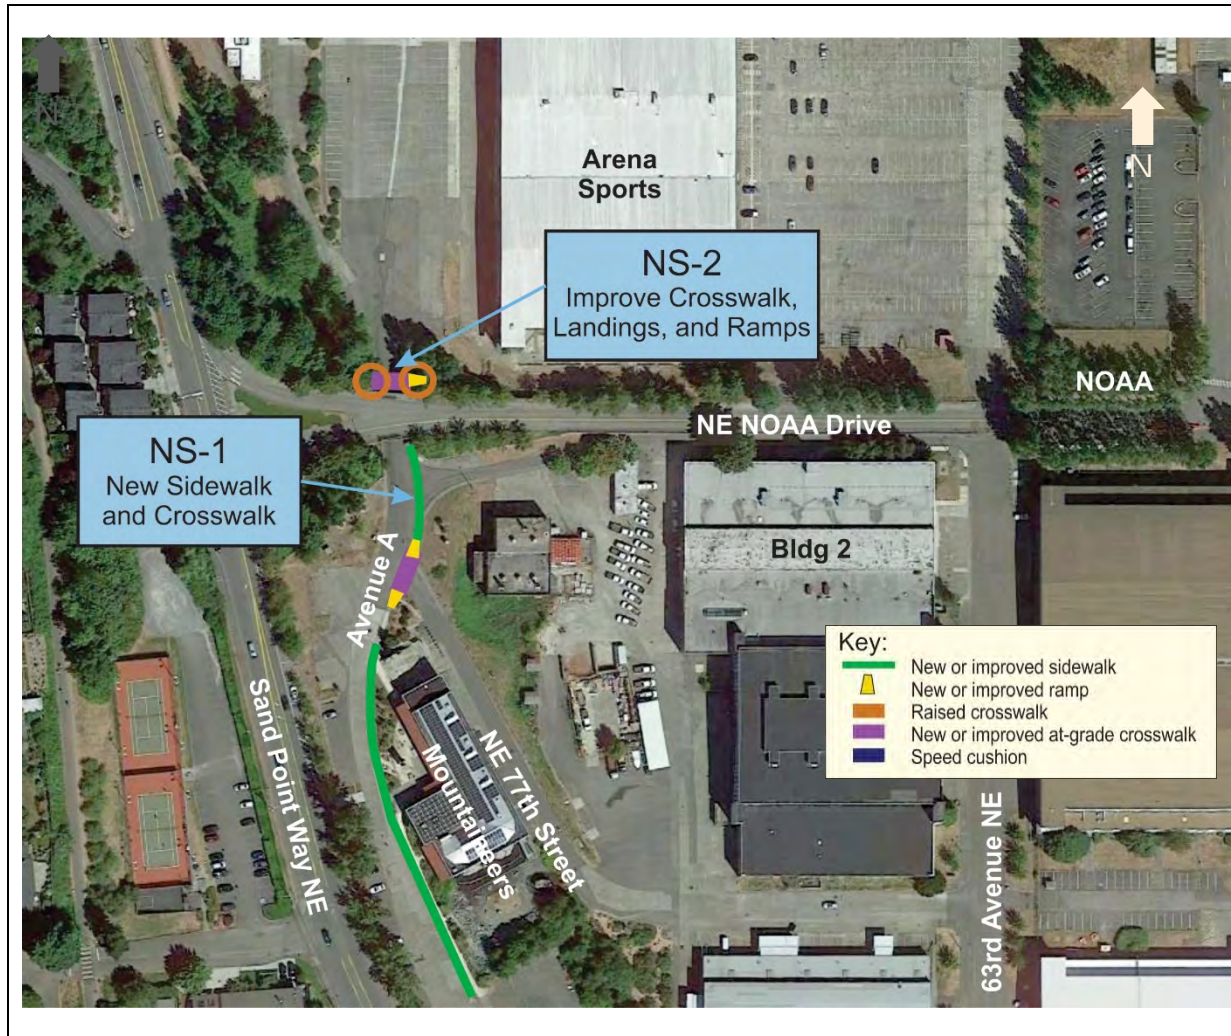 N
N
Arena
Sports
NS-2
Improve Crosswalk,
Landings, and Ramps
NOAA
NE NOAA Drive
NS-1
New Sidewalk
and Crosswalk
Avenue A
Bldg 2
Key:
New or improved sidewalk
New or improved ramp
Raised crosswalk
New or improved at-grade crosswalk
Speed cushion
Sand Point Way NE
Mountaineers
NE 77th Street
63rd Avenue NE